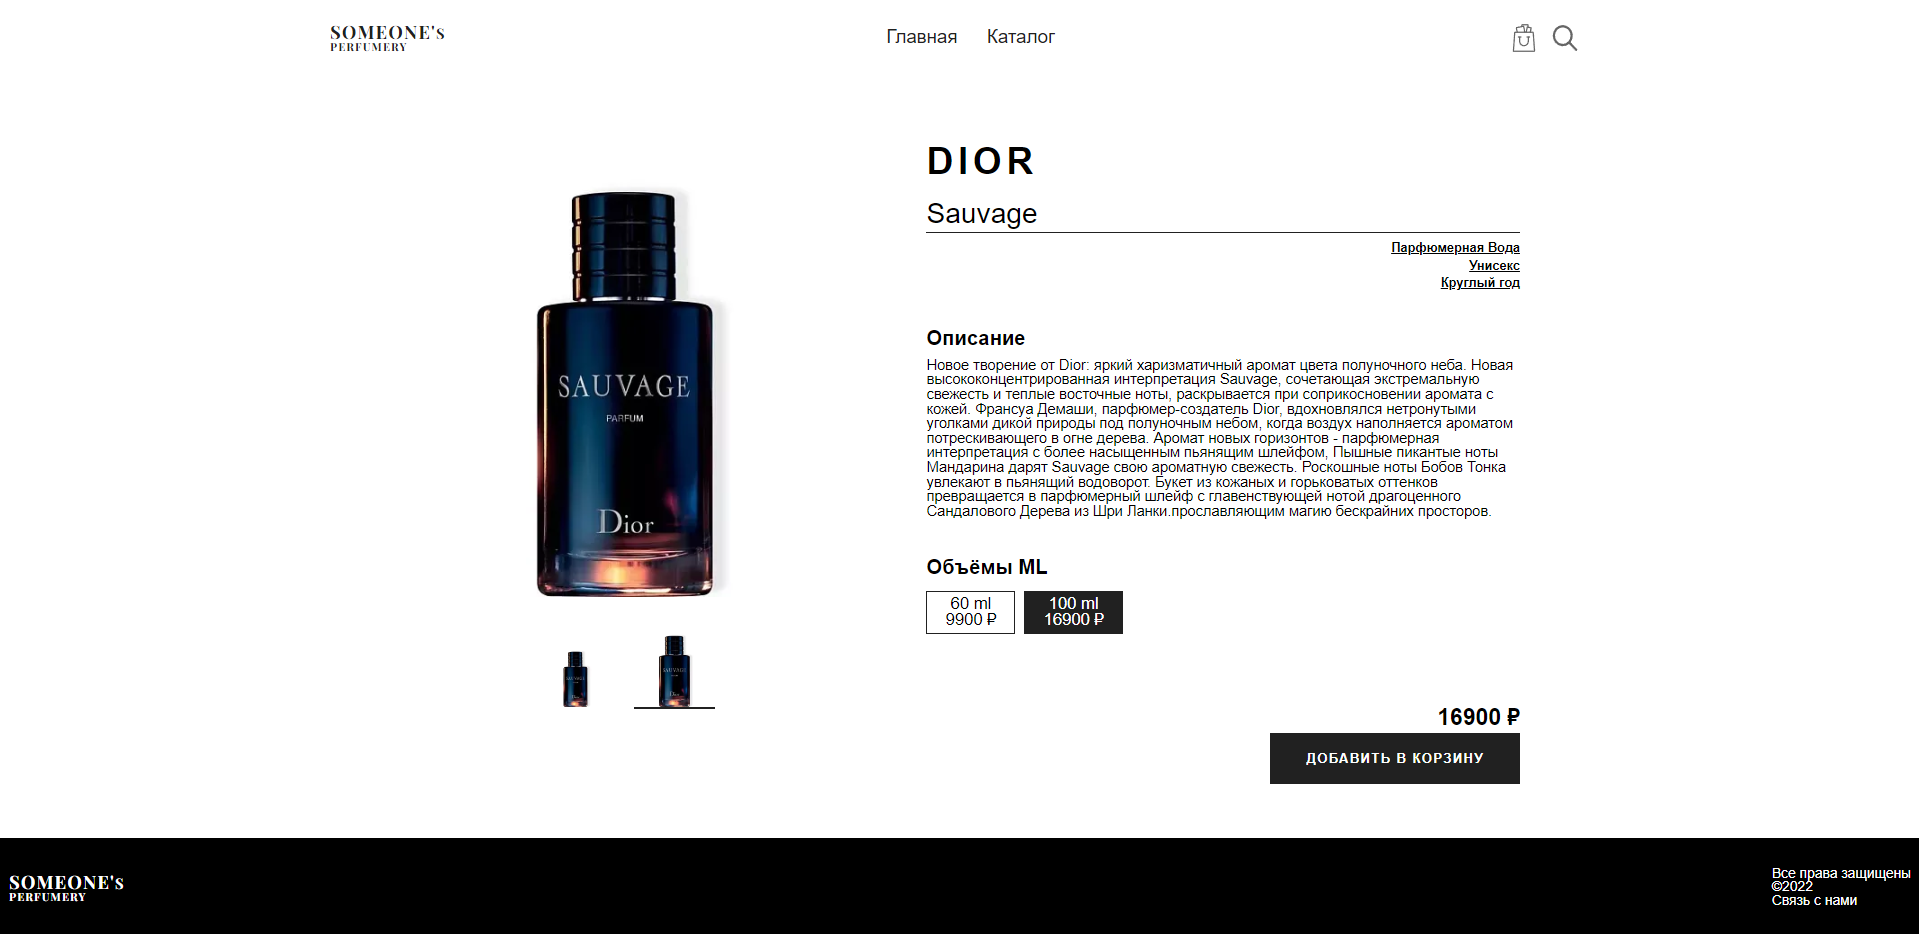 SOMEONE's
PERFUMERY
Главная
Каталог
DIOR
Sauvage
Парфюмерная Вода
Унисекс
Круглый год
SAUVAGE
PARFUM
Dior
Описание
Новое творение от Dior: яркий харизматичный аромат цвета полуночного неба. Новая
высококонцентрированная интерпретация Sauvage, сочетающая экстремальную
свежесть и теплые восточные ноты, раскрывается при соприкосновении аромата с
кожей. Франсуа Демаши, парфюмер-создатель Dior, вдохновлялся нетронутыми
уголками дикой природы под полуночным небом, когда воздух наполняется ароматом
потрескивающего в огне дерева. Аромат новых горизонтов - парфюмерная
интерпретация с более насыщенным пьянящим шлейфом, Пышные пикантые ноты
Мандарина дарят Sauvage свою ароматную свежесть. Роскошные ноты Бобов Тонка
увлекают в пьянящий водоворот. Букет из кожаных и горьковатых оттенков
превращается в парфюмерный шлейф с главенствующей нотой драгоценного
Сандалового Дерева из Шри Ланки.прославляющим магию бескрайних просторов.
Объёмы ML
60 ml
9900 ₽
100 ml
16900 ₽
SAUVAGE
Dior
16900 ₽
ДОБАВИТЬ В КОРЗИНУ
SOMEONE's
PERFUMERY
Все права защищены
©2022
Связь с нами